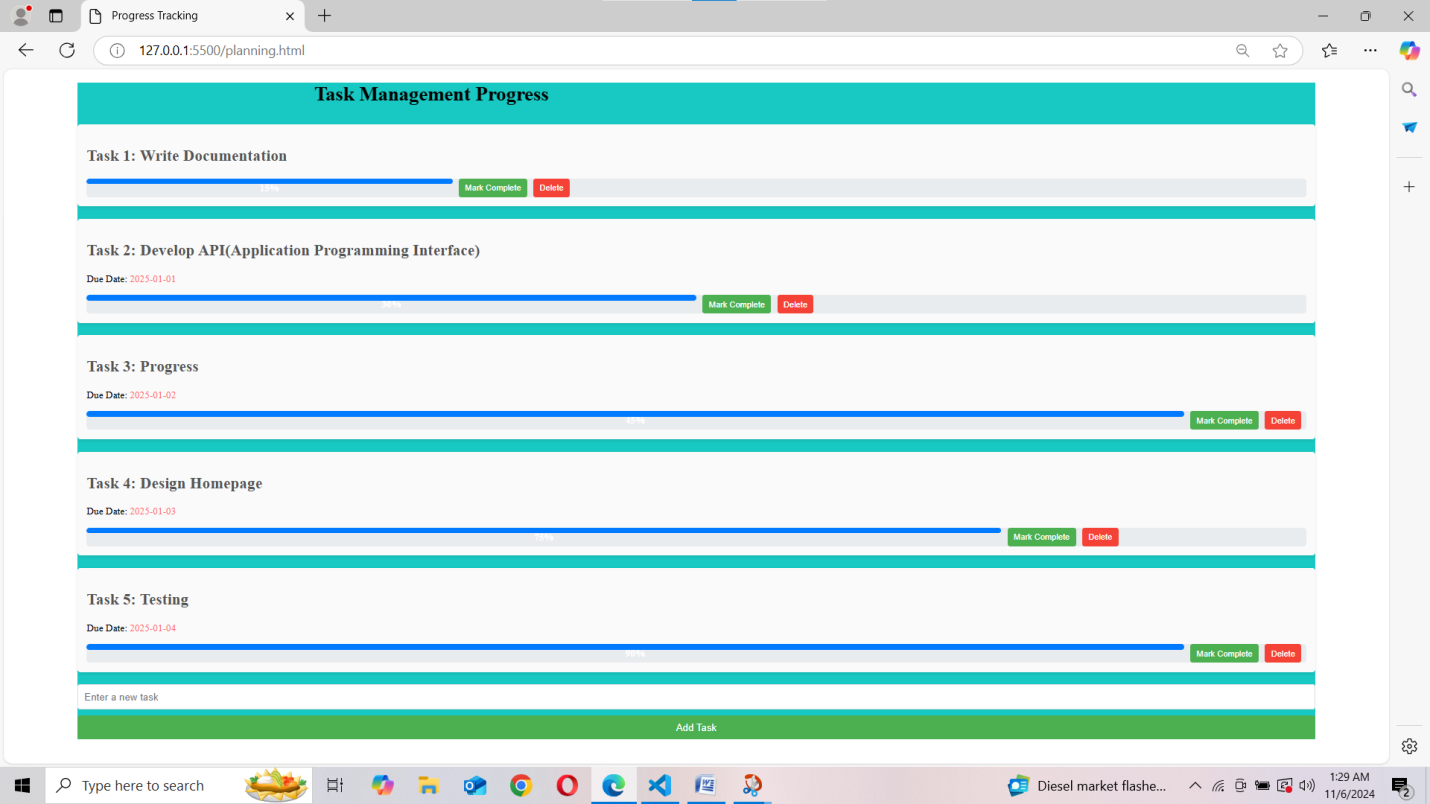 Progress Tracking
127.0.0.1:5500/planning.html
Task Management Progress
Task 1: Write Documentation
15% Mark Complete Delete
Task 2: Develop API(Application Programming Interface)
Due Date: 2025-01-01
Mark Complete Delete
Task 3: Progress
Due Date: 2025-01-02
Mark Complete Delete
Task 4: Design Homepage
Due Date: 2025-01-03
Mark Complete Delete
Task 5: Testing
Due Date: 2025-01-04
Mark Complete Delete
Enter a new task
Add Task
Type here to search
Diesel market flashe...
1:29 AM
11/6/2024
2